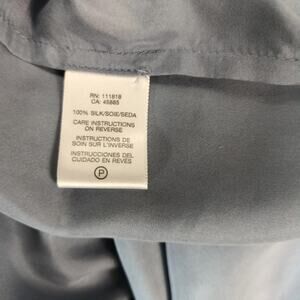 RN: 111818
CA: 45885
100% SILK/SOIE/SEDA
CARE INSTRUCTIONS
ON REVERSE
INSTRUCTIONS DE
SOIN SUR L'INVERSE
INSTRUCCIONES DEL
CUIDADO EN REVÉS
P